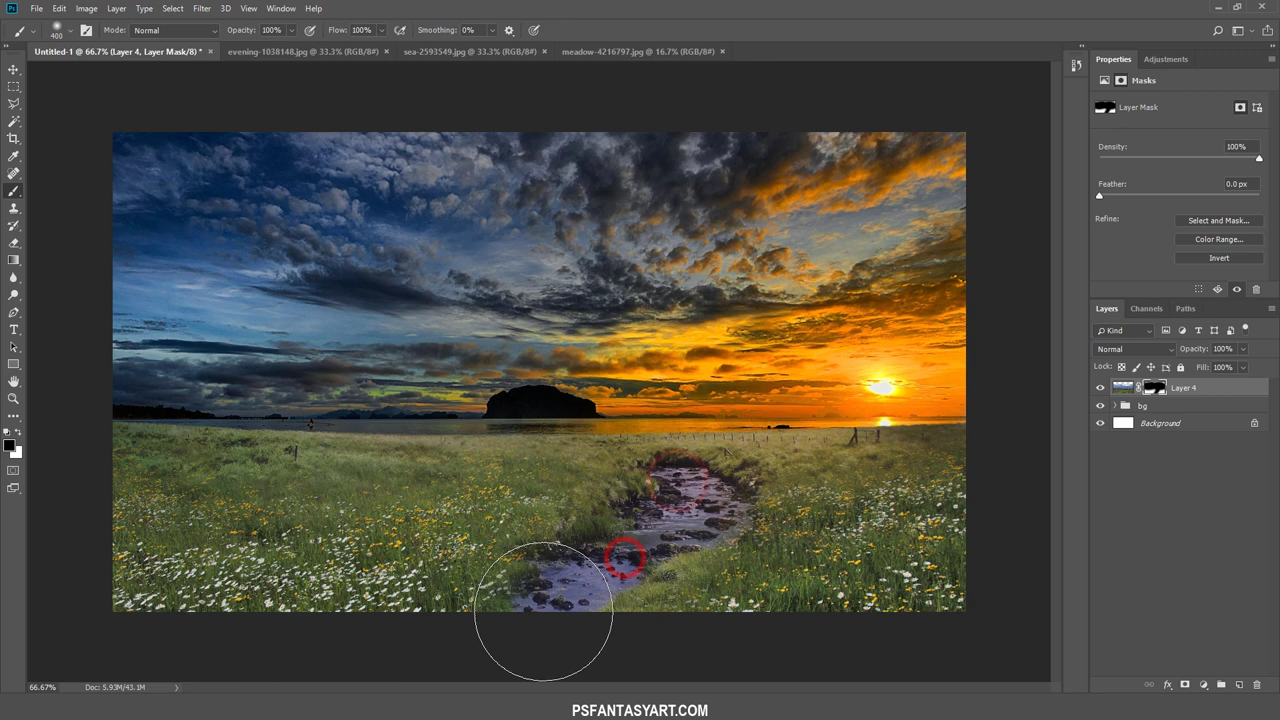 Ps File Edit Image Layer Type Select Filter 3D View Window Help
400 Mode: Normal Opacity: 100% Flow: 100% Smoothing: 0%
Untitled-1 @ 66.7% (Layer 4, Layer Mask/8) * × evening-1038148.jpg @ 33.3% (RGB/8#) × sea-2593549.jpg @ 33.3% (RGB/8#) × meadow-4216797.jpg @ 16.7% (RGB/8#) ×
Properties Adjustments
Masks
Layer Mask
Density: 100%
Feather: 0.0 px
Refine: Select and Mask...
Color Range...
Invert
Layers Channels Paths
Kind
Normal Opacity: 100%
Lock: Fill: 100%
Layer 4
bg
Background
66.67% Doc: 5.93M/43.1M
PSFANTASYART.COM